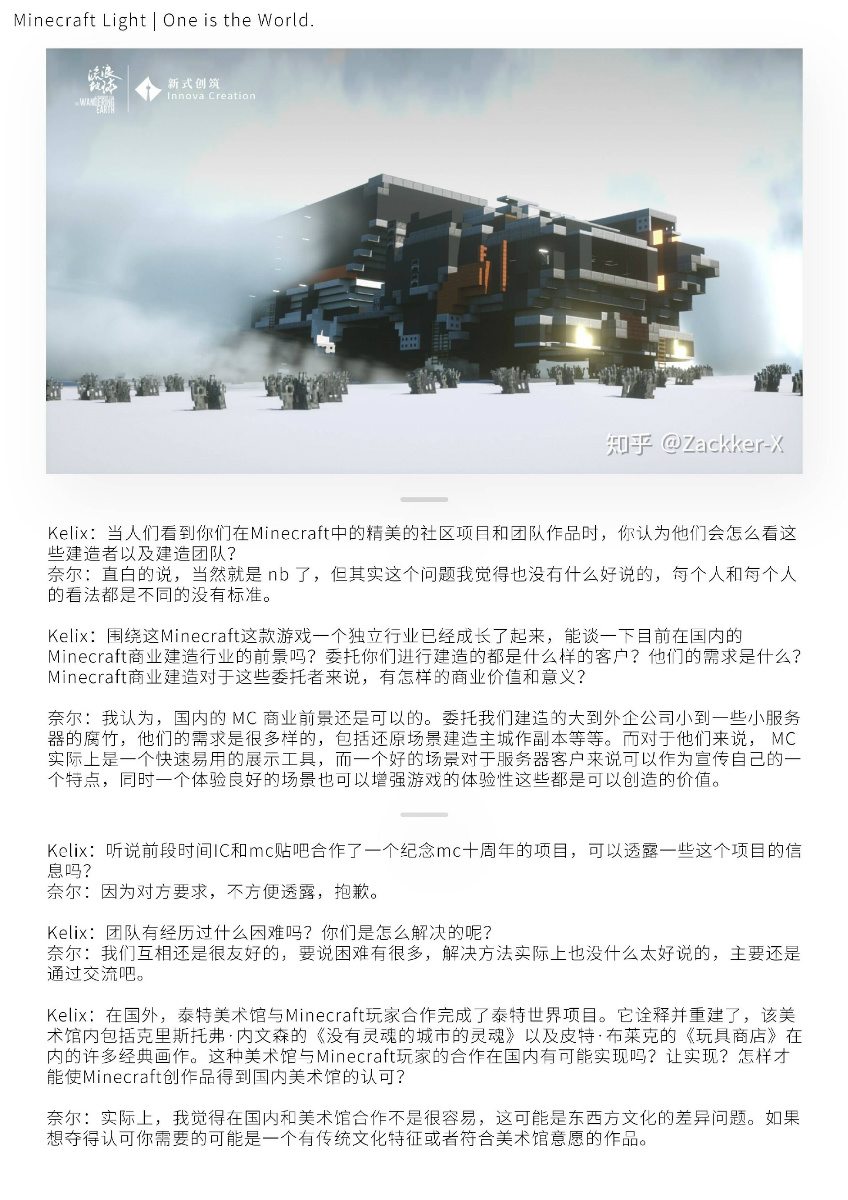 Minecraft Light | One is the World.
流浪地球
THE WANDERING EARTH
新式创筑
Innova Creation
知乎 @Zackker-X
Kelix：当人们看到你们在Minecraft中的精美的社区项目和团队作品时，你认为他们会怎么看这
些建造者以及建造团队？
奈尔：直白的说，当然就是 nb 了，但其实这个问题我觉得也没有什么好说的，每个人和每个人
的看法都是不同的没有标准。
Kelix：围绕这Minecraft这款游戏一个独立行业已经成长了起来，能谈一下目前在国内的
Minecraft商业建造行业的前景吗？委托你们进行建造的都是什么样的客户？他们的需求是什么？
Minecraft商业建造对于这些委托者来说，有怎样的商业价值和意义？
奈尔：我认为，国内的 MC 商业前景还是可以的。委托我们建造的大到外企公司小到一些小服务
器的腐竹，他们的需求是很多样的，包括还原场景建造主城作副本等等。而对于他们来说， MC
实际上是一个快速易用的展示工具，而一个好的场景对于服务器客户来说可以作为宣传自己的一
个特点，同时一个体验良好的场景也可以增强游戏的体验性这些都是可以创造的价值。
Kelix：听说前段时间IC和mc贴吧合作了一个纪念mc十周年的项目，可以透露一些这个项目的信
息吗？
奈尔：因为对方要求，不方便透露，抱歉。
Kelix：团队有经历过什么困难吗？你们是怎么解决的呢？
奈尔：我们互相还是很友好的，要说困难有很多，解决方法实际上也没什么太好说的，主要还是
通过交流吧。
Kelix：在国外，泰特美术馆与Minecraft玩家合作完成了泰特世界项目。它诠释并重建了，该美
术馆内包括克里斯托弗·内文森的《没有灵魂的城市的灵魂》以及皮特·布莱克的《玩具商店》在
内的许多经典画作。这种美术馆与Minecraft玩家的合作在国内有可能实现吗？让实现？怎样才
能使Minecraft创作品得到国内美术馆的认可？
奈尔：实际上，我觉得在国内和美术馆合作不是很容易，这可能是东西方文化的差异问题。如果
想夺得认可你需要的可能是一个有传统文化特征或者符合美术馆意愿的作品。